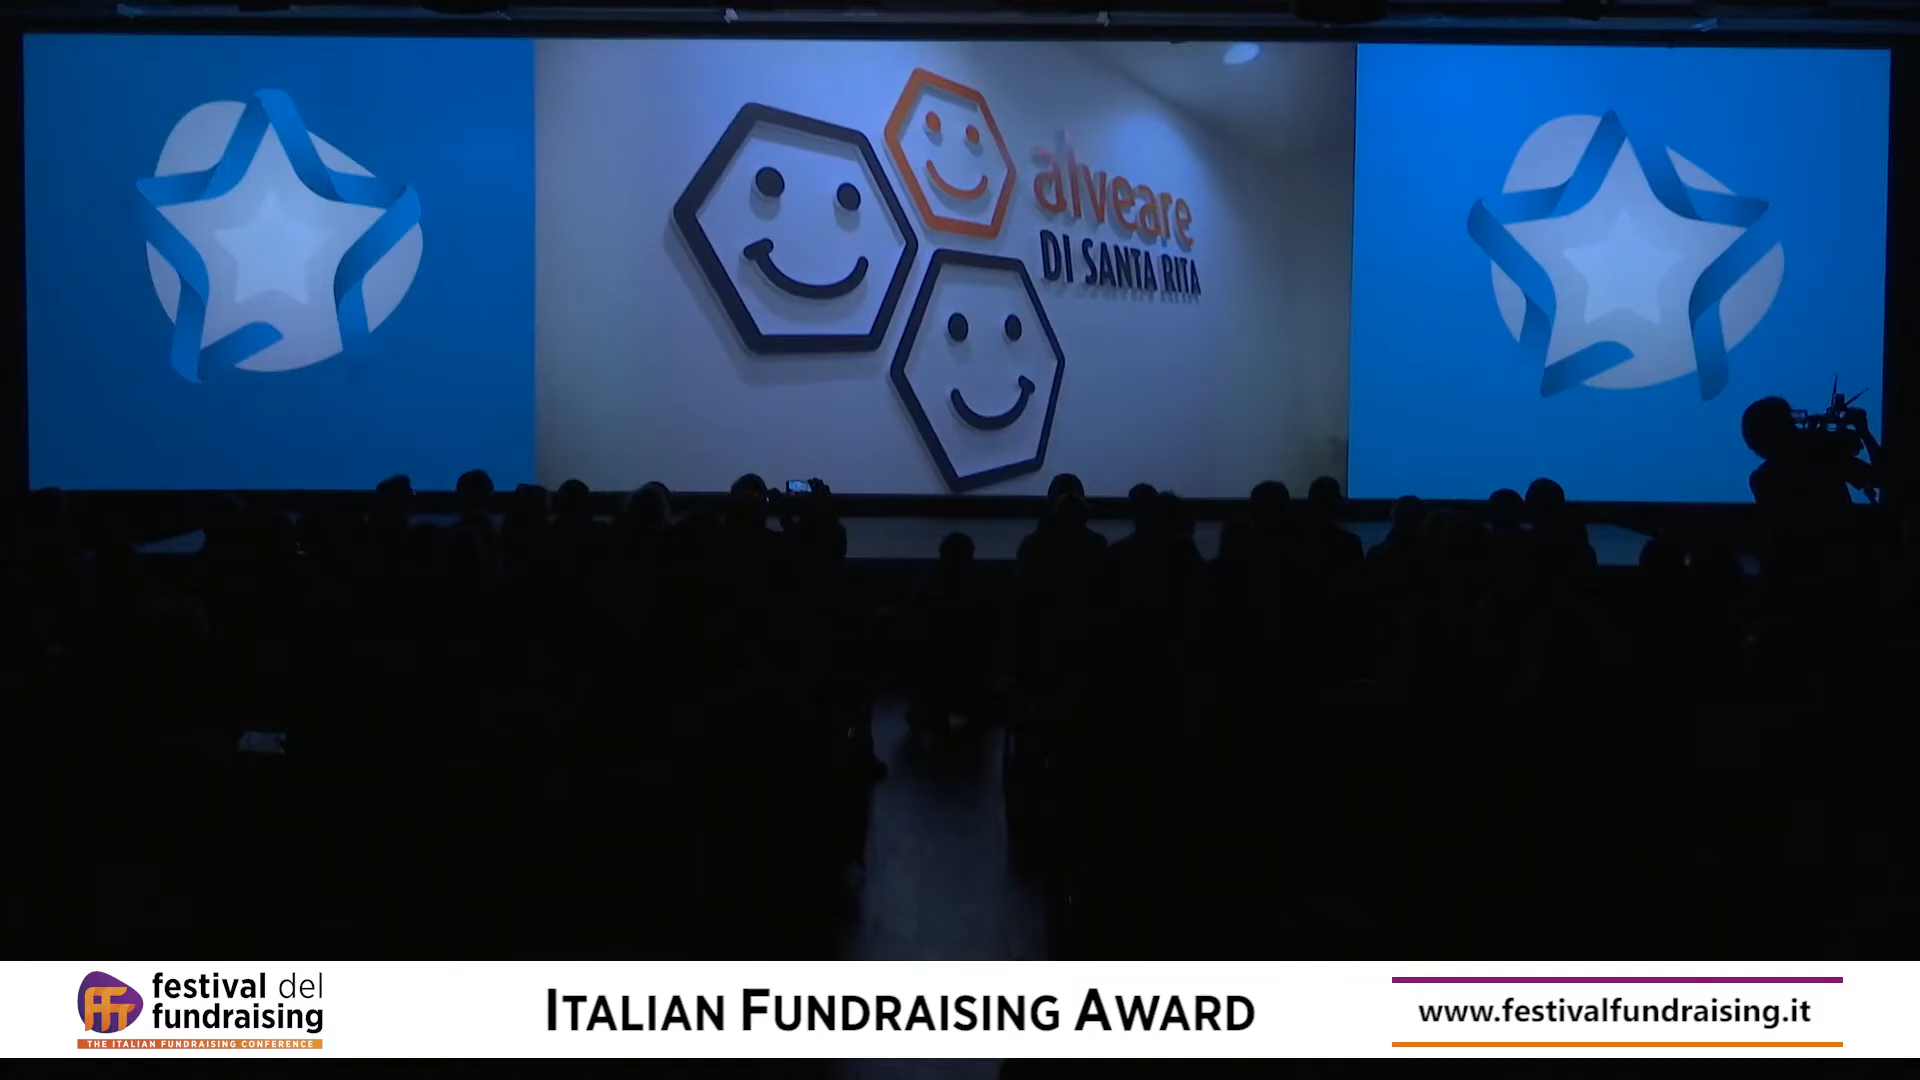 alveare
DI SANTA RITA
festival del
fundraising
THE ITALIAN FUNDRAISING CONFERENCE
ITALIAN FUNDRAISING AWARD
www.festivalfundraising.it